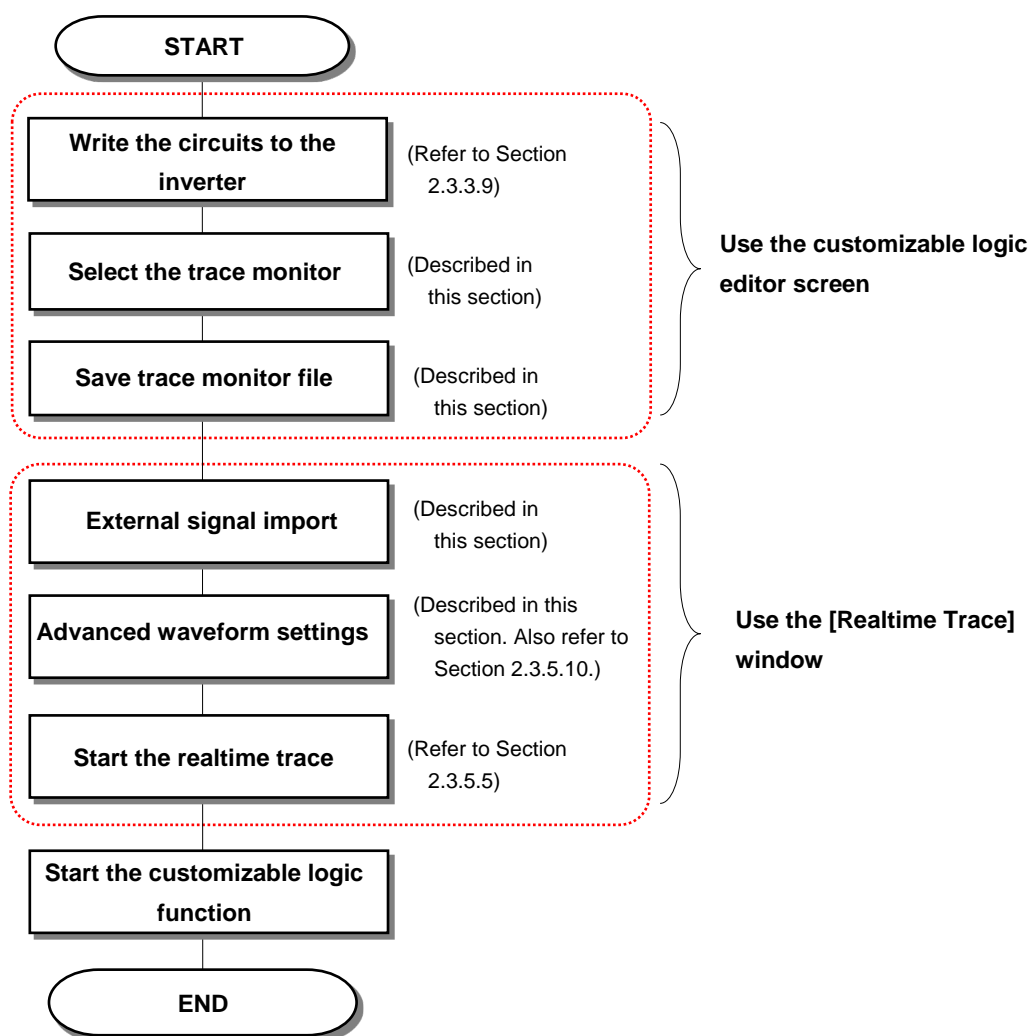 START
Write the circuits to the
inverter
(Refer to Section
2.3.3.9)
Select the trace monitor
(Described in
this section)
Save trace monitor file
(Described in
this section)
Use the customizable logic
editor screen
External signal import
(Described in
this section)
Advanced waveform settings
(Described in this
section. Also refer to
Section 2.3.5.10.)
Start the realtime trace
(Refer to Section
2.3.5.5)
Use the [Realtime Trace]
window
Start the customizable logic
function
END